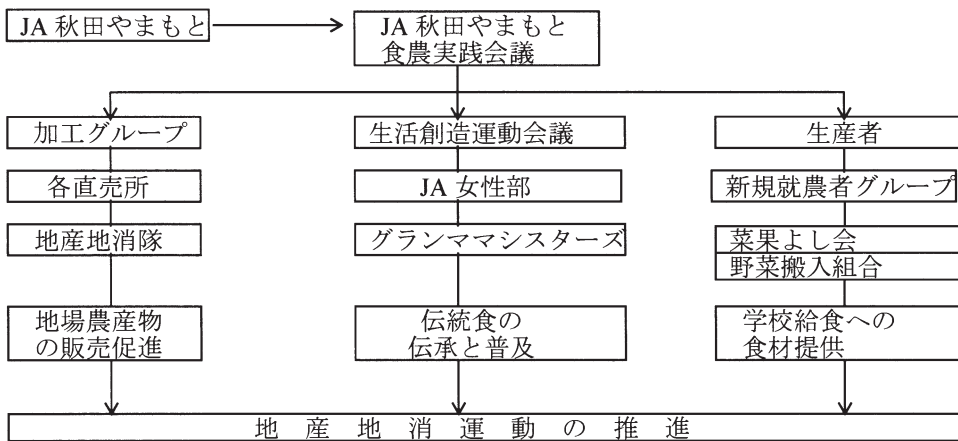 JA 秋田やまもと
JA 秋田やまもと
食農実践会議
加工グループ
生活創造運動会議
生産者
各直売所
JA 女性部
新規就農者グループ
地産地消隊
グランママシスターズ
菜果よし会
野菜搬入組合
地場農産物
の販売促進
伝統食の
伝承と普及
学校給食への
食材提供
地産地消運動の推進